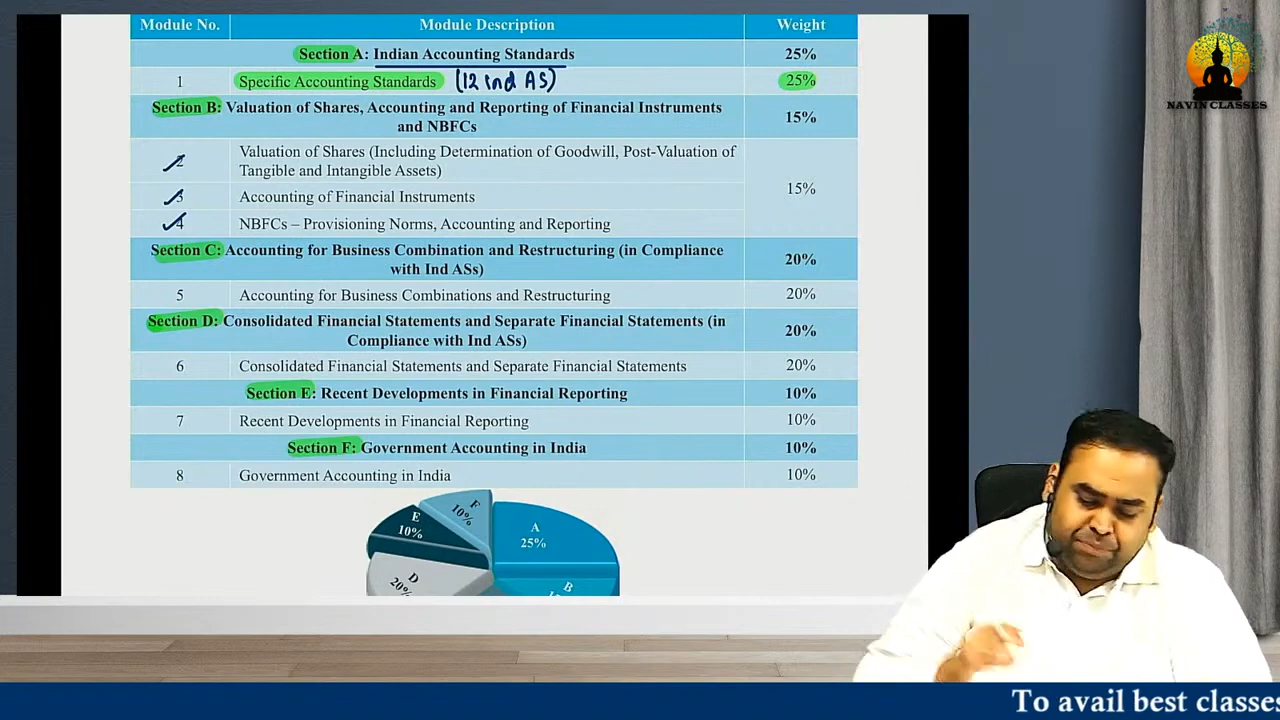 Module No. Module Description Weight
Section A: Indian Accounting Standards 25%
1 Specific Accounting Standards (12 Ind AS) 25%
Section B: Valuation of Shares, Accounting and Reporting of Financial Instruments
and NBFCs 15%
2 Valuation of Shares (Including Determination of Goodwill, Post-Valuation of
Tangible and Intangible Assets)
15%
3 Accounting of Financial Instruments
4 NBFCs – Provisioning Norms, Accounting and Reporting
Section C: Accounting for Business Combination and Restructuring (in Compliance
with Ind ASs) 20%
5 Accounting for Business Combinations and Restructuring 20%
Section D: Consolidated Financial Statements and Separate Financial Statements (in
Compliance with Ind ASs) 20%
6 Consolidated Financial Statements and Separate Financial Statements 20%
Section E: Recent Developments in Financial Reporting 10%
7 Recent Developments in Financial Reporting 10%
Section F: Government Accounting in India 10%
8 Government Accounting in India 10%
F
10%
E
10%
A
25%
D
20%
B
NAVIN CLASSES
To avail best classes